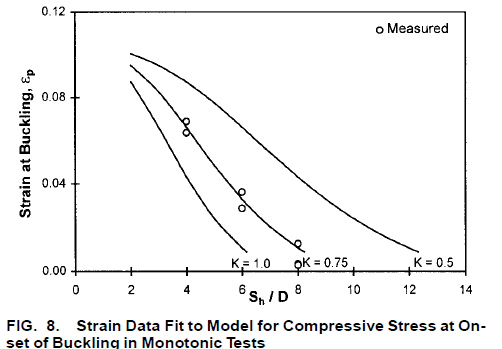 0.12
Measured
0.08
Strain at Buckling, εp
0.04
K = 1.0
K = 0.75
K = 0.5
0.00
0 2 4 6 8 10 12 14
Sh / D
FIG. 8. Strain Data Fit to Model for Compressive Stress at On-
set of Buckling in Monotonic Tests